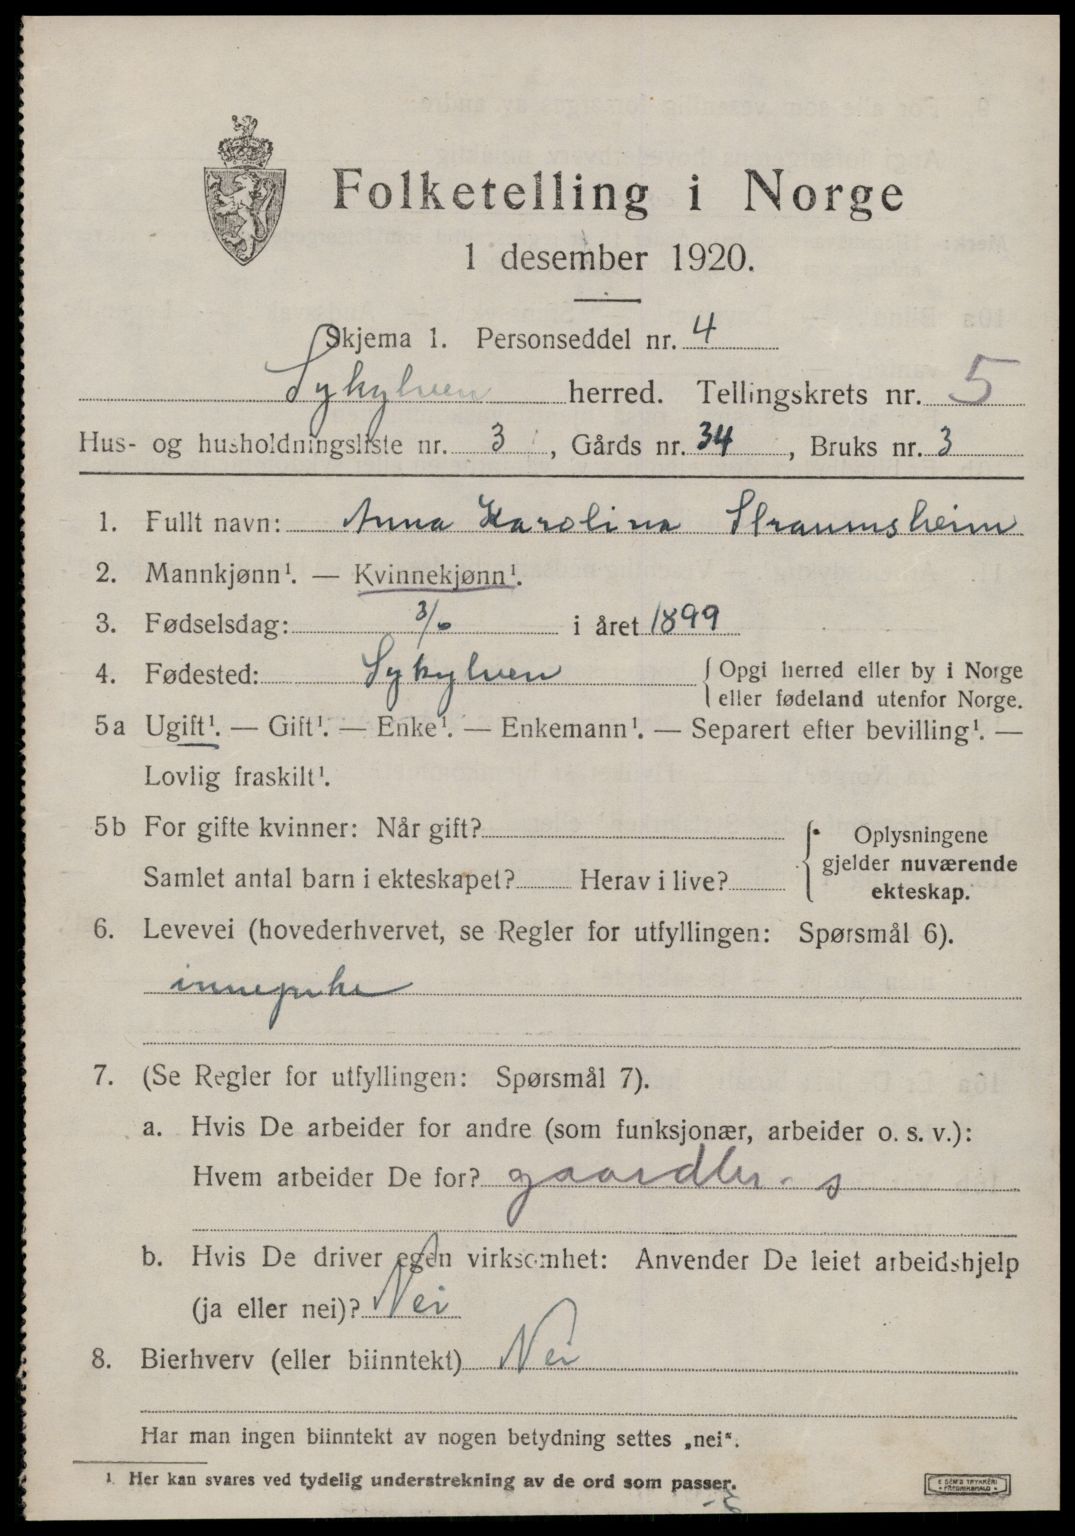 Folketelling i Norge
1 desember 1920.
Skjema 1. Personseddel nr. 4
Sykylven herred. Tellingskrets nr. 5
Hus- og husholdningsliste nr. 3, Gårds nr. 34, Bruks nr. 3
1. Fullt navn: Anna Karolina Straumsheim
2. Mannkjønn¹. — Kvinnekjønn¹.
3. Fødselsdag: 3/6 i året 1899
4. Fødested: Sykylven { Opgi herred eller by i Norge
eller fødeland utenfor Norge.
5a Ugift¹. — Gift¹. — Enke¹. — Enkemann¹. — Separert efter bevilling¹. —
Lovlig fraskilt¹.
5b For gifte kvinner: Når gift? { Oplysningene
gjelder nuværende
Samlet antal barn i ekteskapet? Herav i live? ekteskap.
6. Levevei (hovederhvervet, se Regler for utfyllingen: Spørsmål 6).
innepike
7. (Se Regler for utfyllingen: Spørsmål 7).
a. Hvis De arbeider for andre (som funksjonær, arbeider o. s. v.):
Hvem arbeider De for?
b. Hvis De driver egen virksomhet: Anvender De leiet arbeidshjelp
(ja eller nei)? Nei
8. Bierhverv (eller biinntekt) Nei
Har man ingen biinntekt av nogen betydning settes „nei“.
¹ Her kan svares ved tydelig understrekning av de ord som passer.